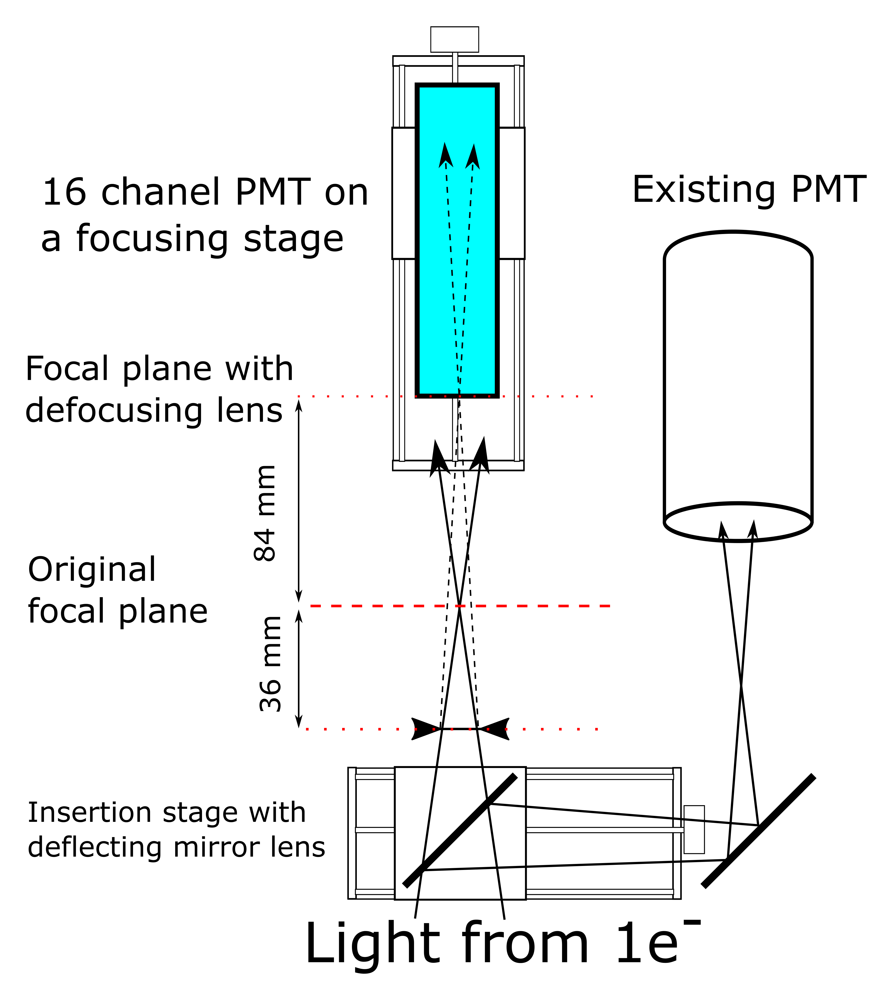 16 chanel PMT on
a focusing stage
Existing PMT
Focal plane with
defocusing lens
84 mm
Original
focal plane
36 mm
Insertion stage with
deflecting mirror lens
Light from 1e⁻